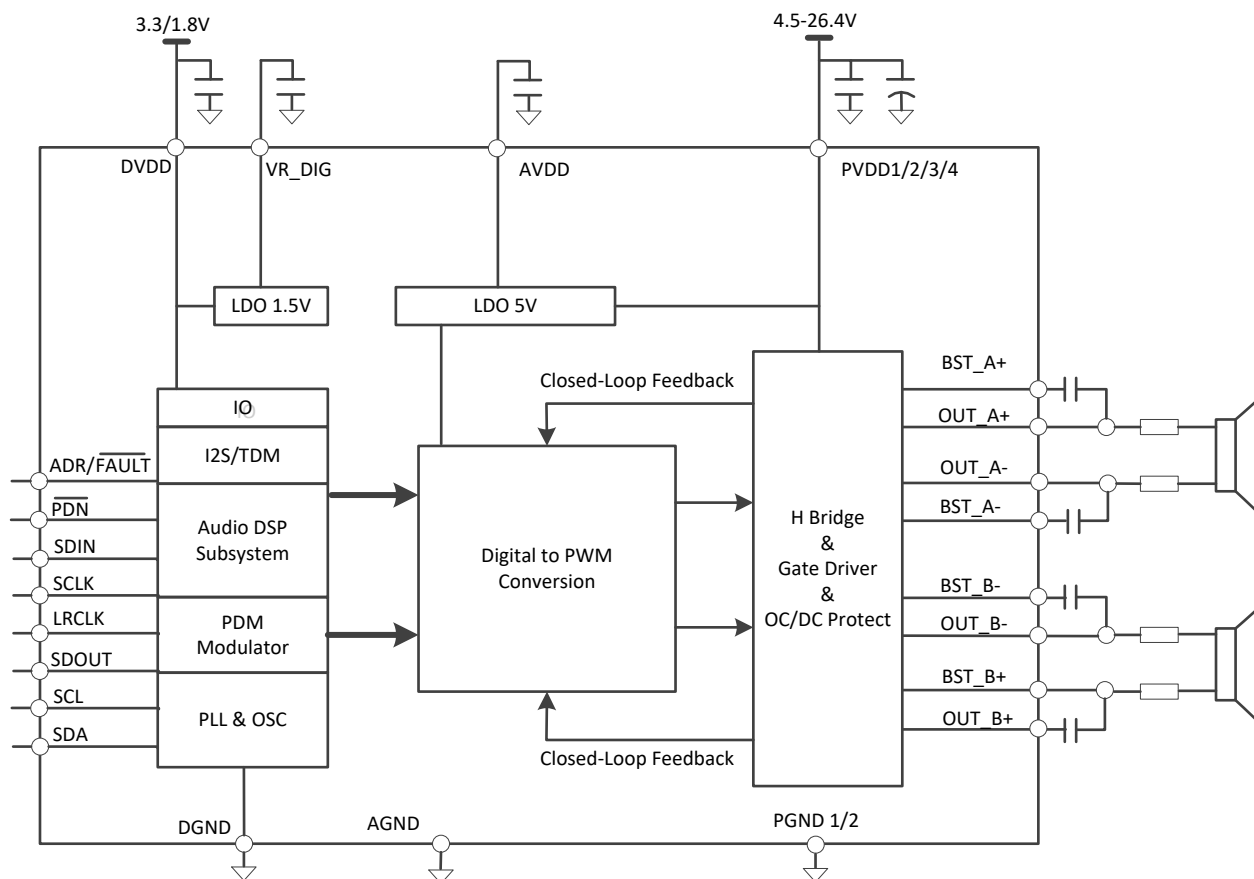 3.3/1.8V
4.5-26.4V
DVDD
VR_DIG
AVDD
PVDD1/2/3/4
LDO 1.5V
LDO 5V
IO
I2S/TDM
Audio DSP
Subsystem
PDM
Modulator
PLL & OSC
ADR/FAULT
PDN
SDIN
SCLK
LRCLK
SDOUT
SCL
SDA
Closed-Loop Feedback
Digital to PWM
Conversion
Closed-Loop Feedback
H Bridge
&
Gate Driver
&
OC/DC Protect
BST_A+
OUT_A+
OUT_A-
BST_A-
BST_B-
OUT_B-
BST_B+
OUT_B+
DGND
AGND
PGND 1/2